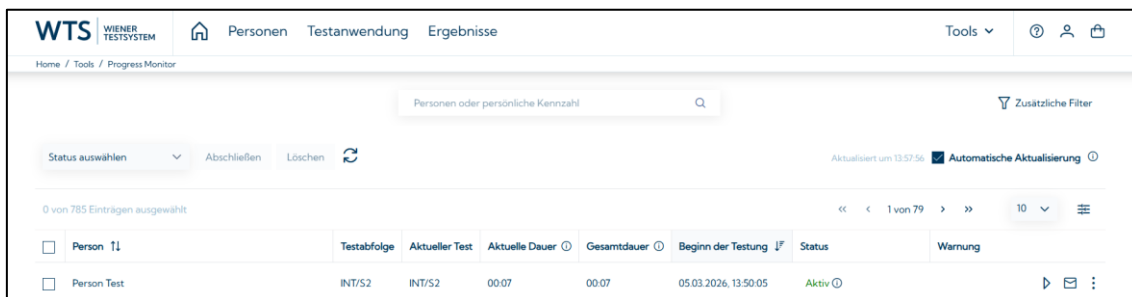 WTS WIENER TESTSYSTEM Personen Testanwendung Ergebnisse Tools
Home / Tools / Progress Monitor
Personen oder persönliche Kennzahl Zusätzliche Filter
Status auswählen Abschließen Löschen Aktualisiert um 13:57:56 Automatische Aktualisierung
0 von 785 Einträgen ausgewählt << < 1 von 79 > >> 10
Person Testabfolge Aktueller Test Aktuelle Dauer Gesamtdauer Beginn der Testung Status Warnung
Person Test INT/S2 INT/S2 00:07 00:07 05.03.2026, 13:50:05 Aktiv